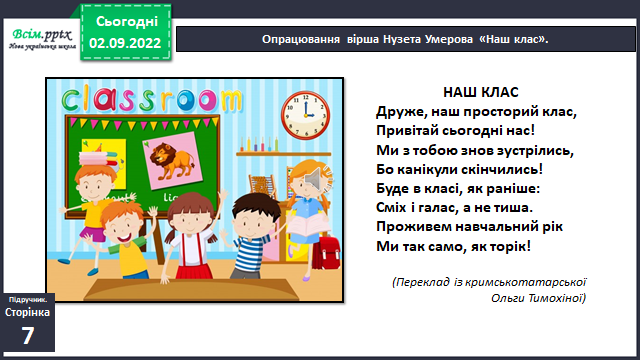 Всім.pptx
Нова українська школа
Сьогодні
02.09.2022
Опрацювання вірша Нузета Умерова «Наш клас».
classroom
НАШ КЛАС
Друже, наш просторий клас,
Привітай сьогодні нас!
Ми з тобою знов зустрілись,
Бо канікули скінчились!
Буде в класі, як раніше:
Сміх і галас, а не тиша.
Проживем навчальний рік
Ми так само, як торік!
(Переклад із кримськотатарської
Ольги Тимохіної)
Підручник.
Сторінка
7